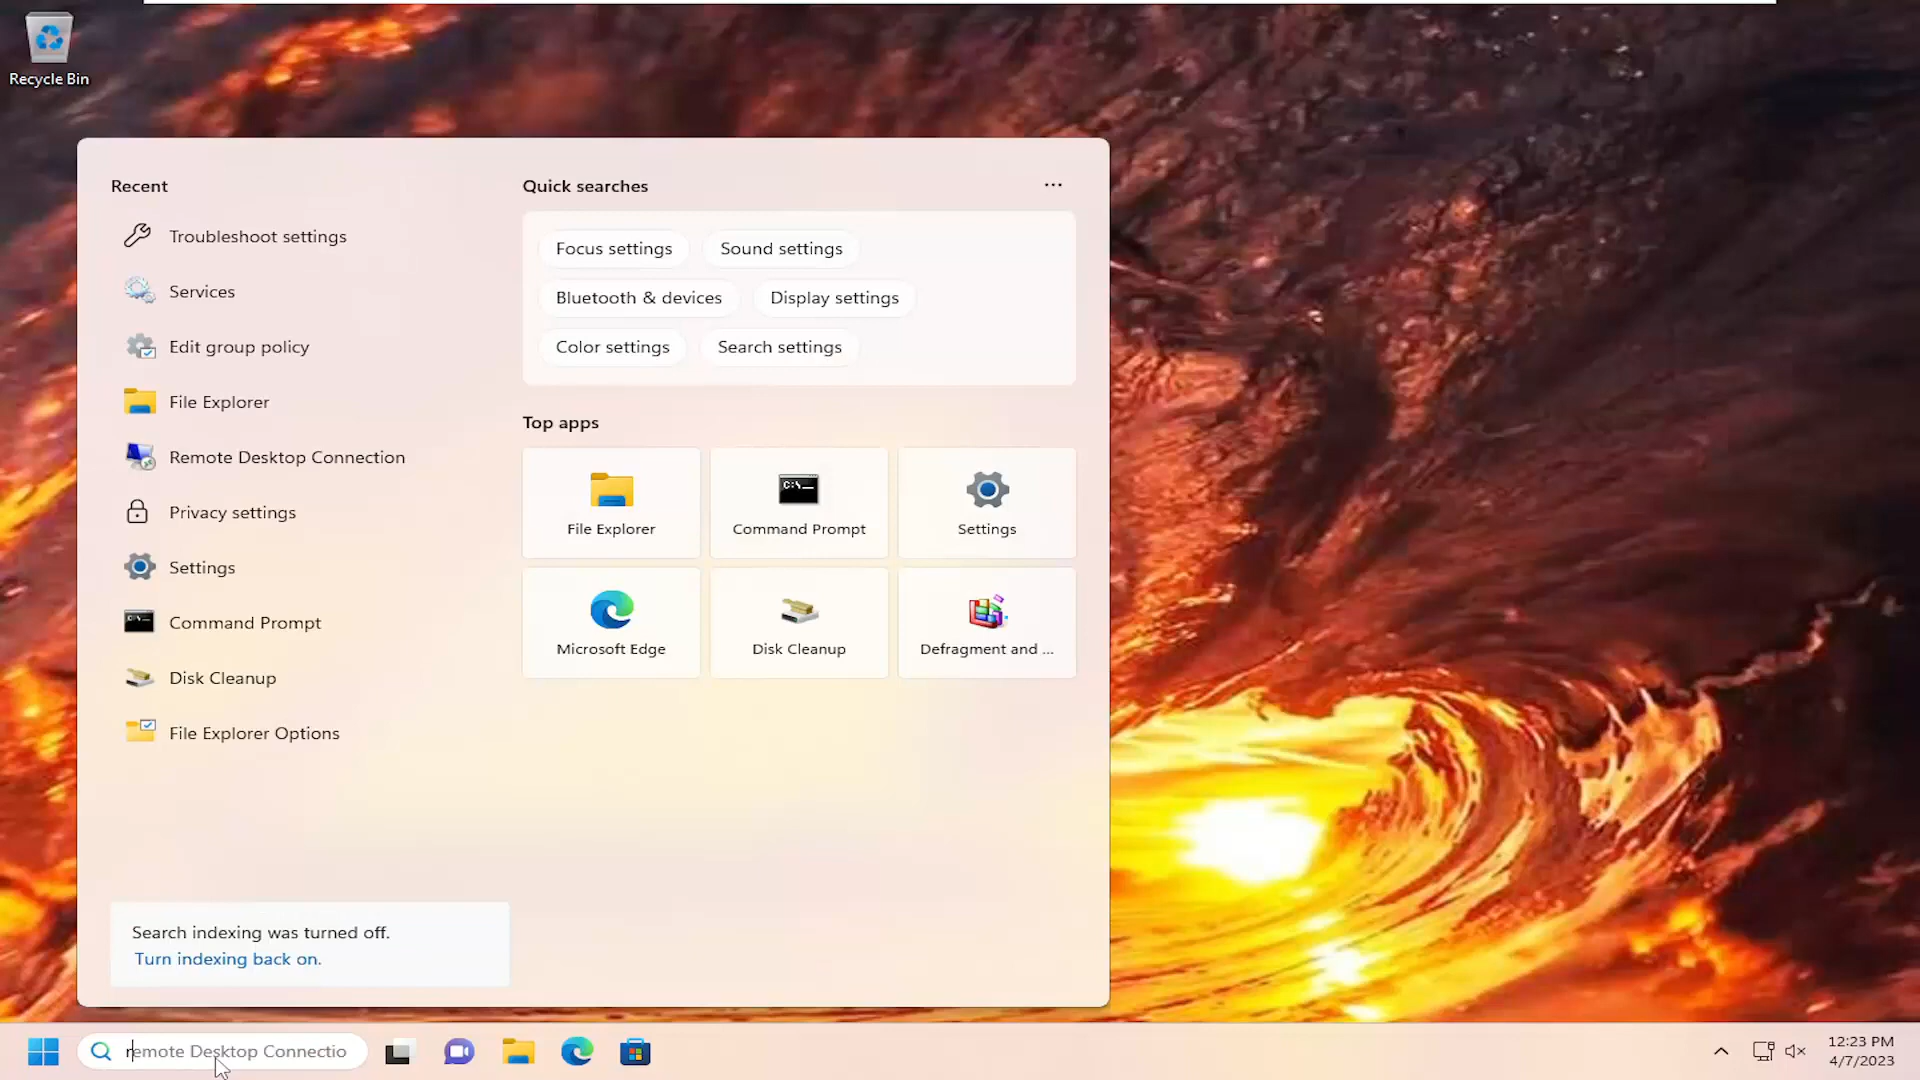 Recycle Bin
Recent
Troubleshoot settings
Services
Edit group policy
File Explorer
Remote Desktop Connection
Privacy settings
Settings
Command Prompt
Disk Cleanup
File Explorer Options
Search indexing was turned off.
Turn indexing back on.
Quick searches
...
Focus settings
Sound settings
Bluetooth & devices
Display settings
Color settings
Search settings
Top apps
C:\_
File Explorer
Command Prompt
Settings
Microsoft Edge
Disk Cleanup
Defragment and ...
remote Desktop Connectio
12:23 PM
4/7/2023